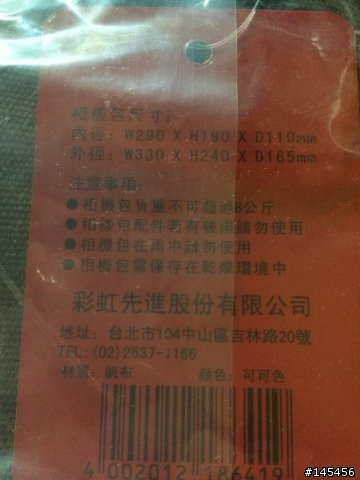 相機包尺寸:
內徑: W290 X H190 X D110mm
外徑: W330 X H240 X D165mm
注意事項:
●相機包負重不可超過8公斤
●相機包配件若有破損請勿使用
●相機包在雨中請勿使用
●相機包需保存在乾燥環境中
彩虹先進股份有限公司
地址: 台北市104中山區吉林路20號
TEL:(02)2537-1166
材質: 帆布 顏色: 可可色
4 002012 186419
#145456